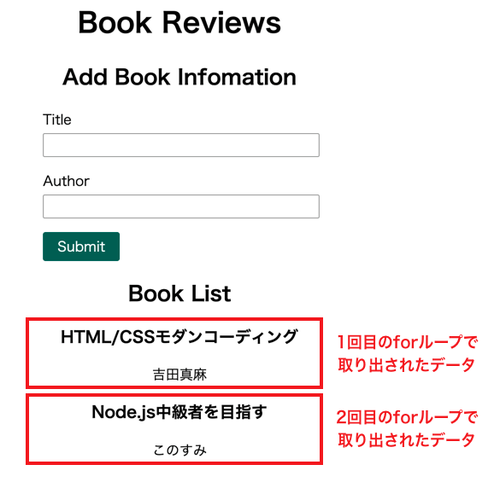 Book Reviews
Add Book Infomation
Title
Author
Submit
Book List
HTML/CSSモダンコーディング
吉田真麻
1回目のforループで
取り出されたデータ
Node.js中級者を目指す
このすみ
2回目のforループで
取り出されたデータ